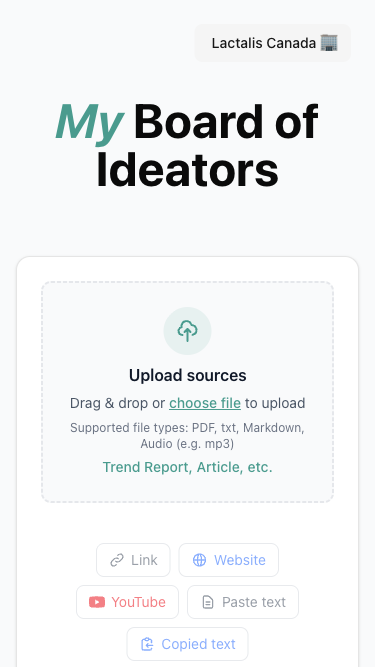 Lactalis Canada 🏢
My Board of
Ideators
Upload sources
Drag & drop or choose file to upload
Supported file types: PDF, txt, Markdown,
Audio (e.g. mp3)
Trend Report, Article, etc.
Link
Website
YouTube
Paste text
Copied text